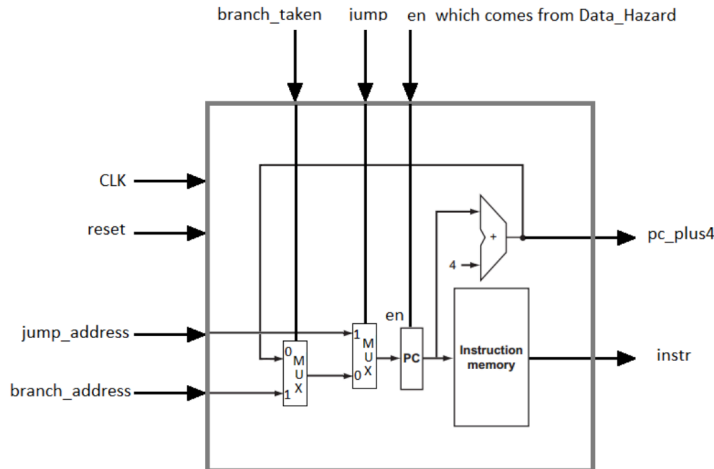 branch_taken jump en which comes from Data_Hazard
CLK
reset
+
pc_plus4
4
en
jump_address
1
M
U
X
0
0
M
U
X
1
PC
Instruction
memory
instr
branch_address